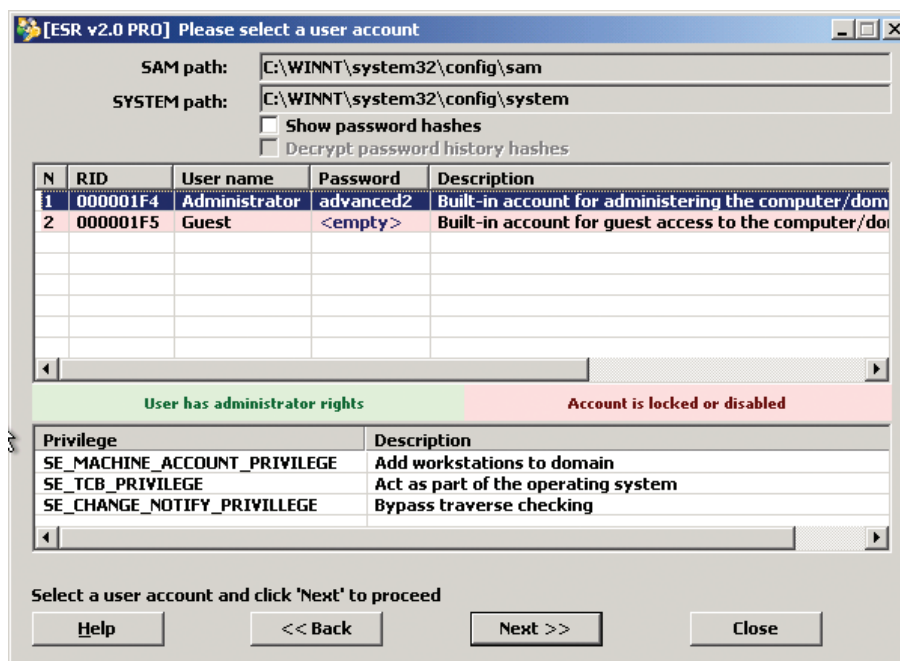 [ESR v2.0 PRO] Please select a user account
SAM path: C:\WINNT\system32\config\sam
SYSTEM path: C:\WINNT\system32\config\system
Show password hashes
Decrypt password history hashes
N RID User name Password Description
1 000001F4 Administrator advanced2 Built-in account for administering the computer/dom
2 000001F5 Guest <empty> Built-in account for guest access to the computer/do
User has administrator rights Account is locked or disabled
Privilege Description
SE_MACHINE_ACCOUNT_PRIVILEGE Add workstations to domain
SE_TCB_PRIVILEGE Act as part of the operating system
SE_CHANGE_NOTIFY_PRIVILLEGE Bypass traverse checking
Select a user account and click 'Next' to proceed
Help << Back Next >> Close